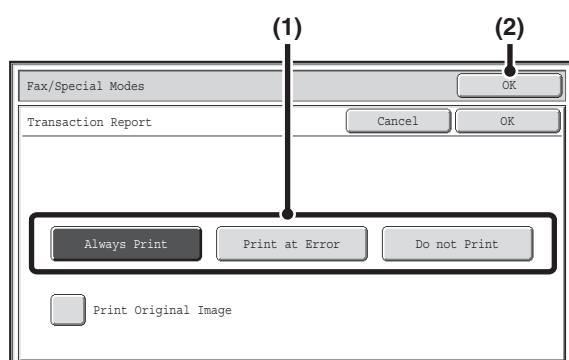 (1) (2)
Fax/Special Modes OK
Transaction Report Cancel OK
Always Print Print at Error Do not Print
Print Original Image